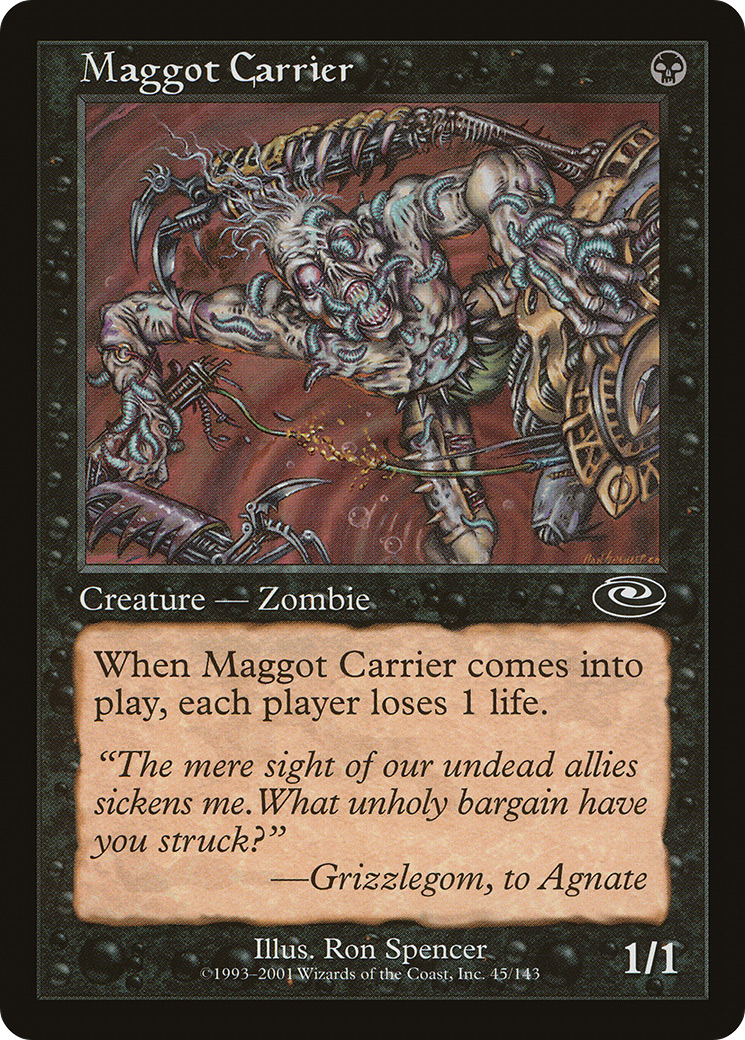 Maggot Carrier
Creature — Zombie
When Maggot Carrier comes into
play, each player loses 1 life.
“The mere sight of our undead allies
sickens me. What unholy bargain have
you struck?”
—Grizzlegom, to Agnate
Illus. Ron Spencer
1/1
©1993–2001 Wizards of the Coast, Inc. 45/143